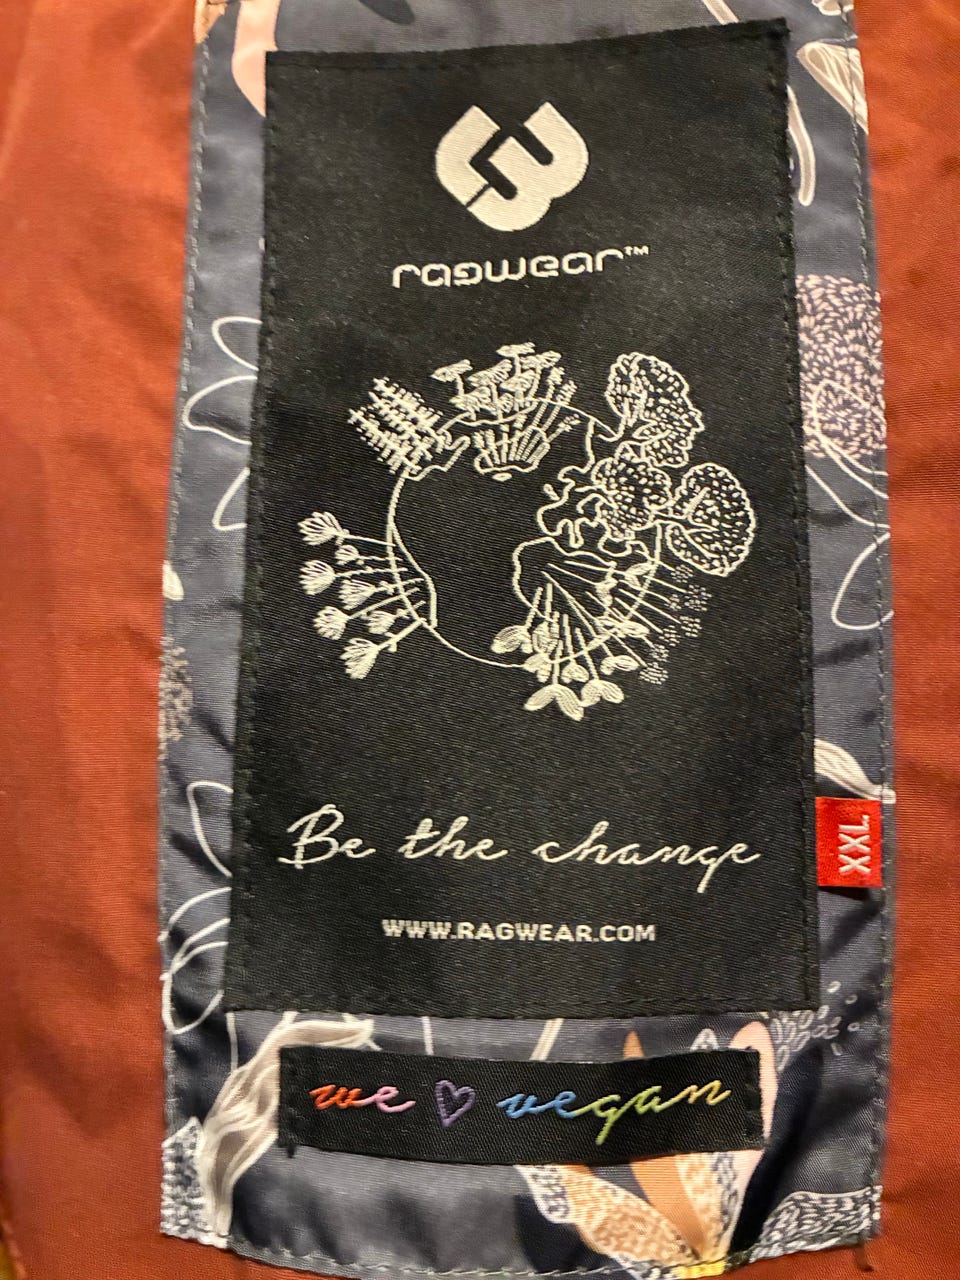 ragwear™
Be the change
XXL
WWW.RAGWEAR.COM
we ♡ vegan